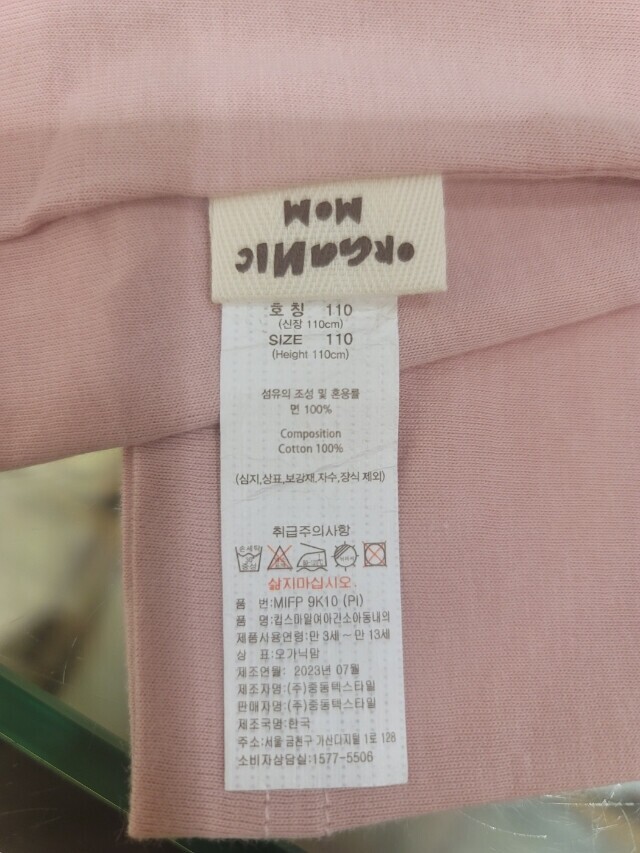 ORGANIC
MOM
호 칭 110
(신장 110cm)
SIZE 110
(Height 110cm)
섬유의 조성 및 혼용률
면 100%
Composition
Cotton 100%
(심지,상표,보강재,자수,장식 제외)
취급주의사항
손세탁
중성
삶지마십시오.
품 번:MIFP 9K10 (PI)
품 명:킵스마일여아긴소아동내의
제품사용연령:만 3세 ~ 만 13세
상 표:오가닉맘
제조연월: 2023년 07월
제조자명:(주)중동텍스타일
판매자명:(주)중동텍스타일
제조국명:한국
주소:서울 금천구 가산디지털 1로 128
소비자상담실:1577-5506